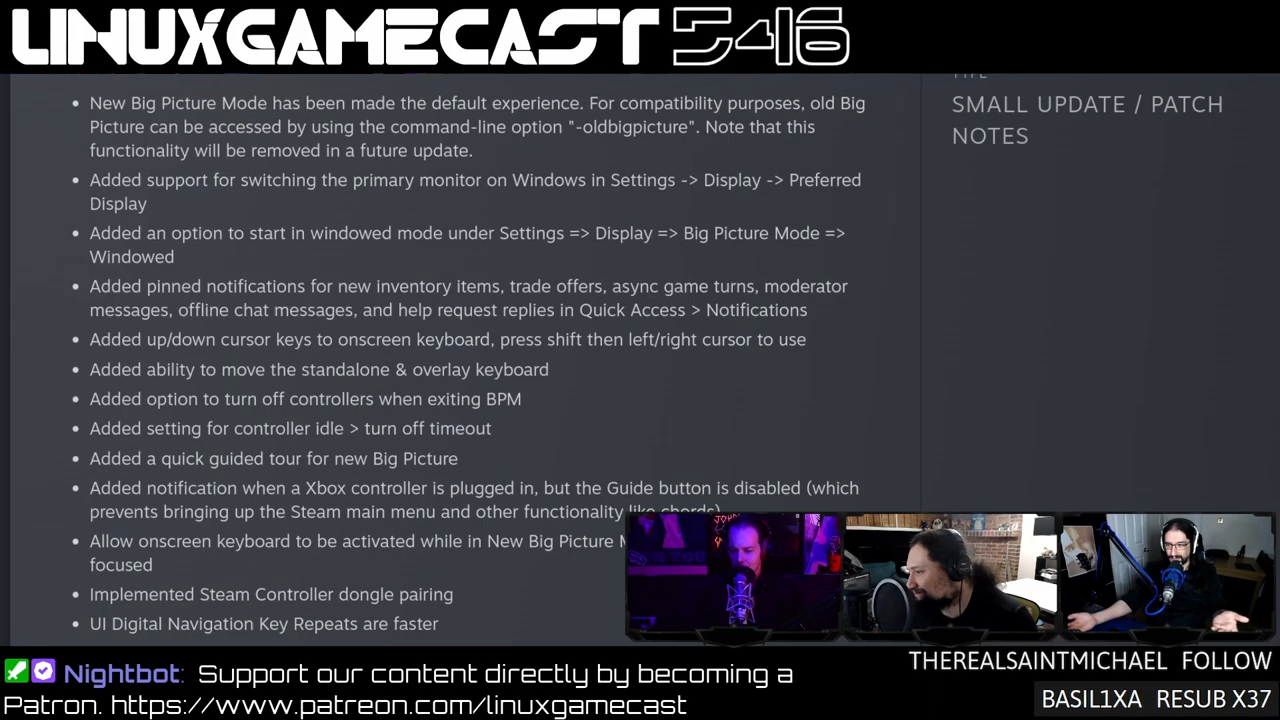 LINUXGAMECAST 546
New Big Picture Mode has been made the default experience. For compatibility purposes, old Big
Picture can be accessed by using the command-line option "-oldbigpicture". Note that this
functionality will be removed in a future update.
Added support for switching the primary monitor on Windows in Settings -> Display -> Preferred
Display
Added an option to start in windowed mode under Settings => Display => Big Picture Mode =>
Windowed
Added pinned notifications for new inventory items, trade offers, async game turns, moderator
messages, offline chat messages, and help request replies in Quick Access > Notifications
Added up/down cursor keys to onscreen keyboard, press shift then left/right cursor to use
Added ability to move the standalone & overlay keyboard
Added option to turn off controllers when exiting BPM
Added setting for controller idle > turn off timeout
Added a quick guided tour for new Big Picture
Added notification when a Xbox controller is plugged in, but the Guide button is disabled (which
prevents bringing up the Steam main menu and other functionality like chords)
Allow onscreen keyboard to be activated while in New Big Picture
focused
Implemented Steam Controller dongle pairing
UI Digital Navigation Key Repeats are faster
SMALL UPDATE / PATCH
NOTES
Nightbot: Support our content directly by becoming a
Patron. https://www.patreon.com/linuxgamecast
THEREALSAINTMICHAEL FOLLOW
BASIL1XA RESUB X37